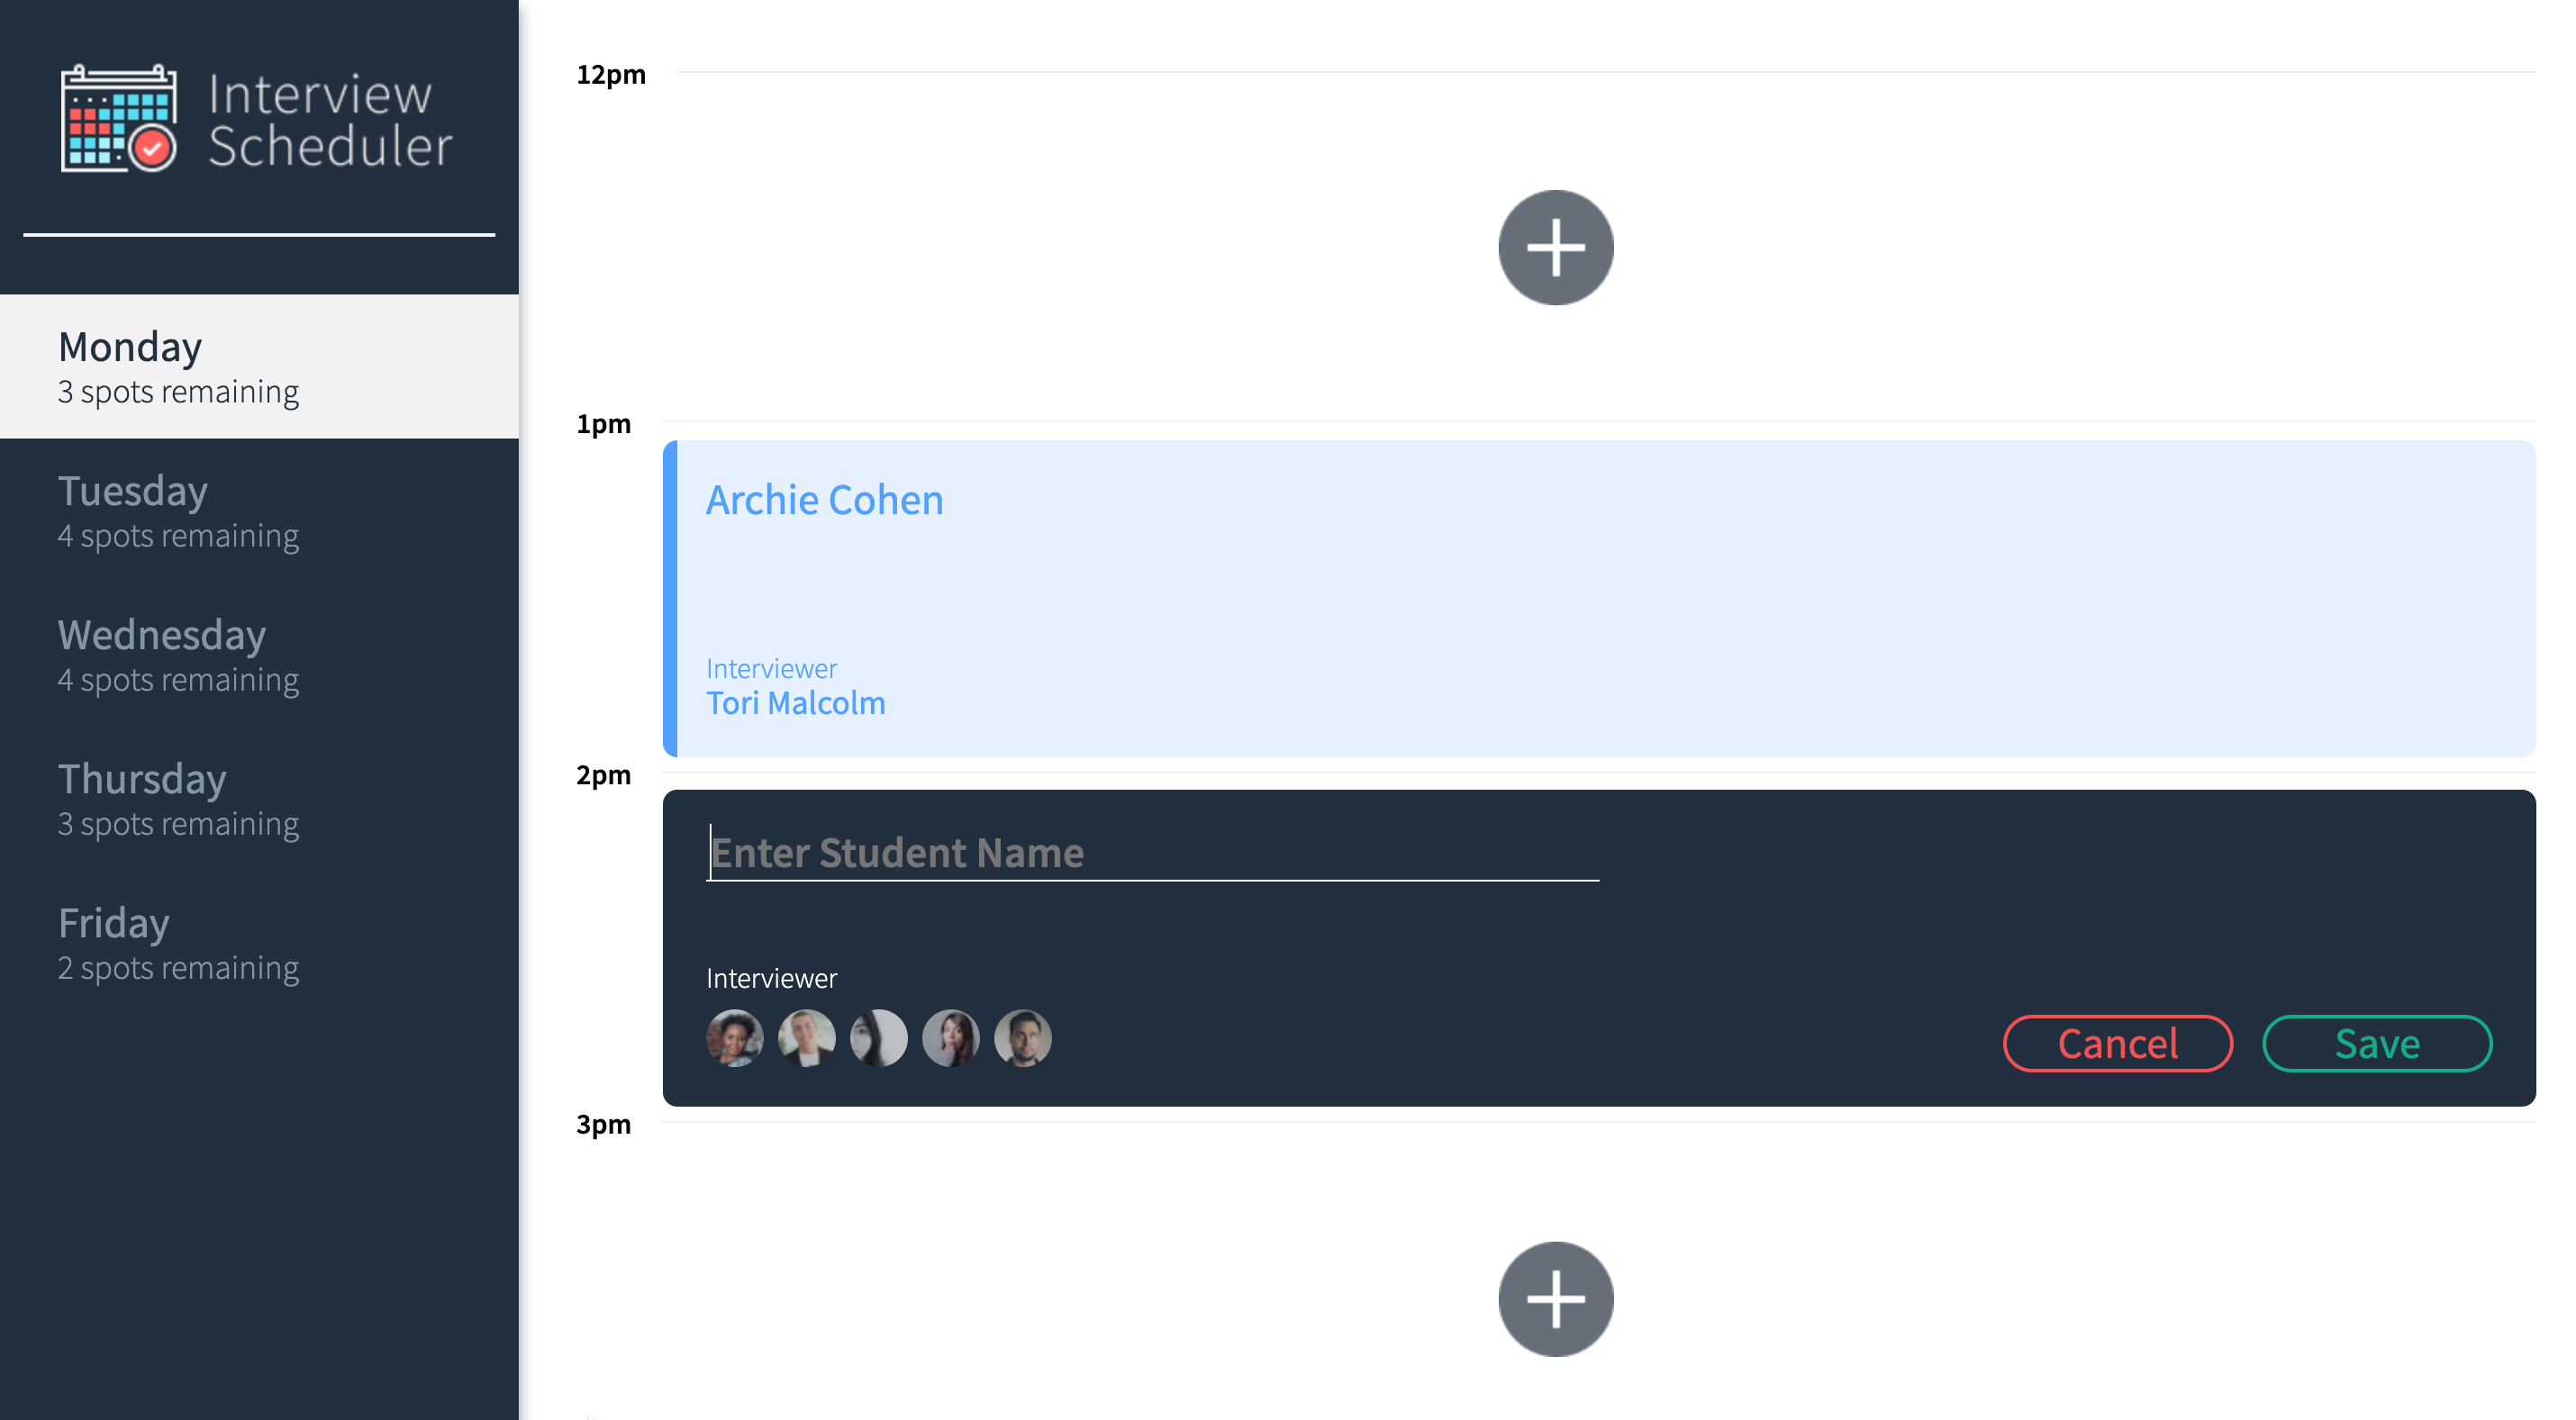 Interview
Scheduler
Monday
3 spots remaining
Tuesday
4 spots remaining
Wednesday
4 spots remaining
Thursday
3 spots remaining
Friday
2 spots remaining
12pm
1pm
Archie Cohen
Interviewer
Tori Malcolm
2pm
Enter Student Name
Interviewer
Cancel
Save
3pm